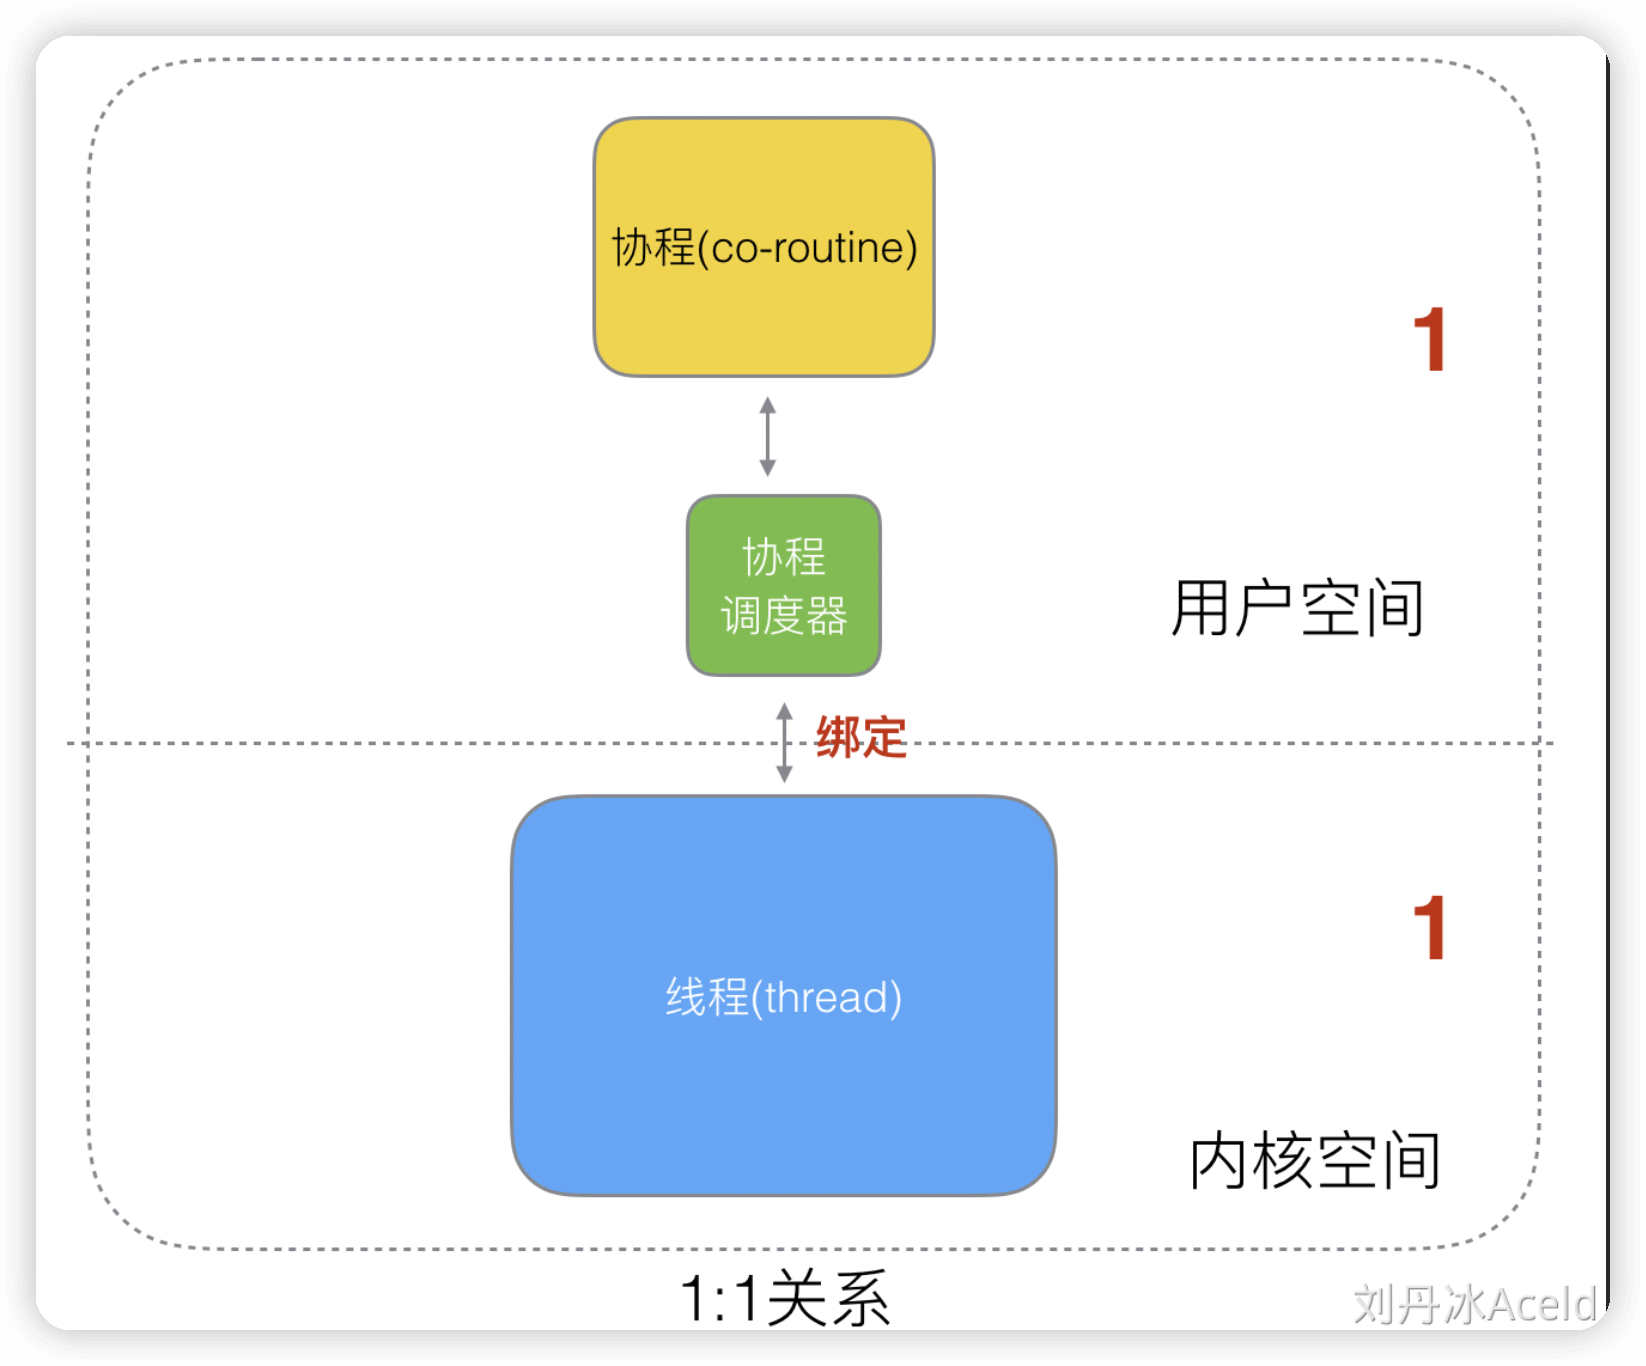 协程(co-routine)
1
协程
调度器
用户空间
绑定
1
线程(thread)
内核空间
1:1关系
刘丹冰Aceld